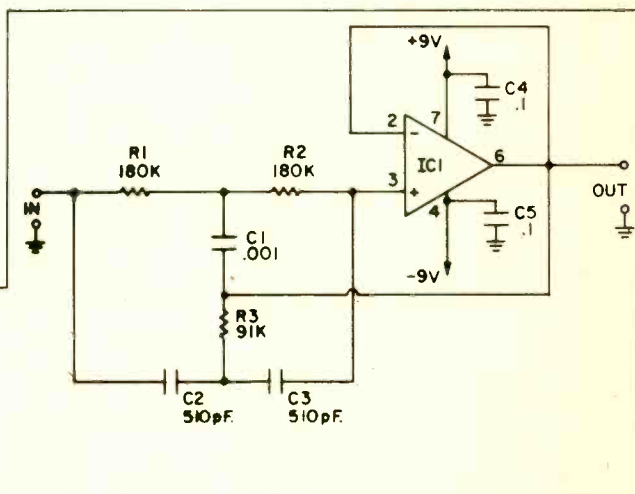 +9V
C4
.1
2
7
-
R1
180K
R2
180K
IC1
6
3
+
4
IN
OUT
C5
.1
C1
.001
-9V
R3
91K
C2
510pF.
C3
510pF.